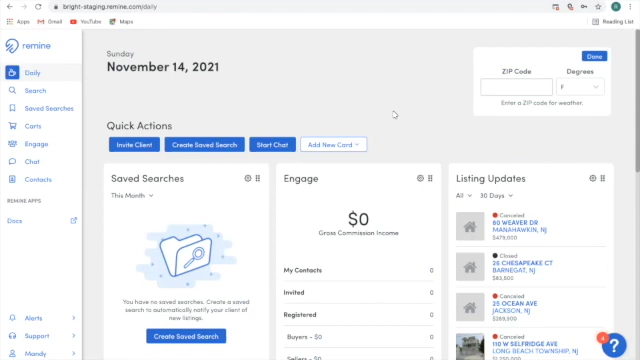 bright-staging.remine.com/daily
Apps
Gmail
YouTube
Maps
Reading List
remine
Daily
Search
Saved Searches
Carts
Engage
Chat
Contacts
REMINE APPS
Docs
Alerts
Support
Mandy
Sunday
November 14, 2021
Done
ZIP Code
Degrees
F
Enter a ZIP code for weather.
Quick Actions
Invite Client
Create Saved Search
Start Chat
Add New Card
Saved Searches
This Month
You have no saved searches. Create a saved
search to automatically notify your client of
new listings.
Create Saved Search
Engage
$0
Gross Commission Income
My Contacts 0
Invited 0
Registered 0
Buyers - $0 0
Sellers - $0 0
Listing Updates
All
30 Days
Canceled
60 WEAVER DR
MANAHAWKIN, NJ
$479,000
Closed
26 CHESAPEAKE CT
BARNEGAT, NJ
$83,500
Canceled
25 OCEAN AVE
JACKSON, NJ
$269,500
Canceled
110 W SELFRIDGE AVE
LONG BEACH TOWNSHIP, NJ
?